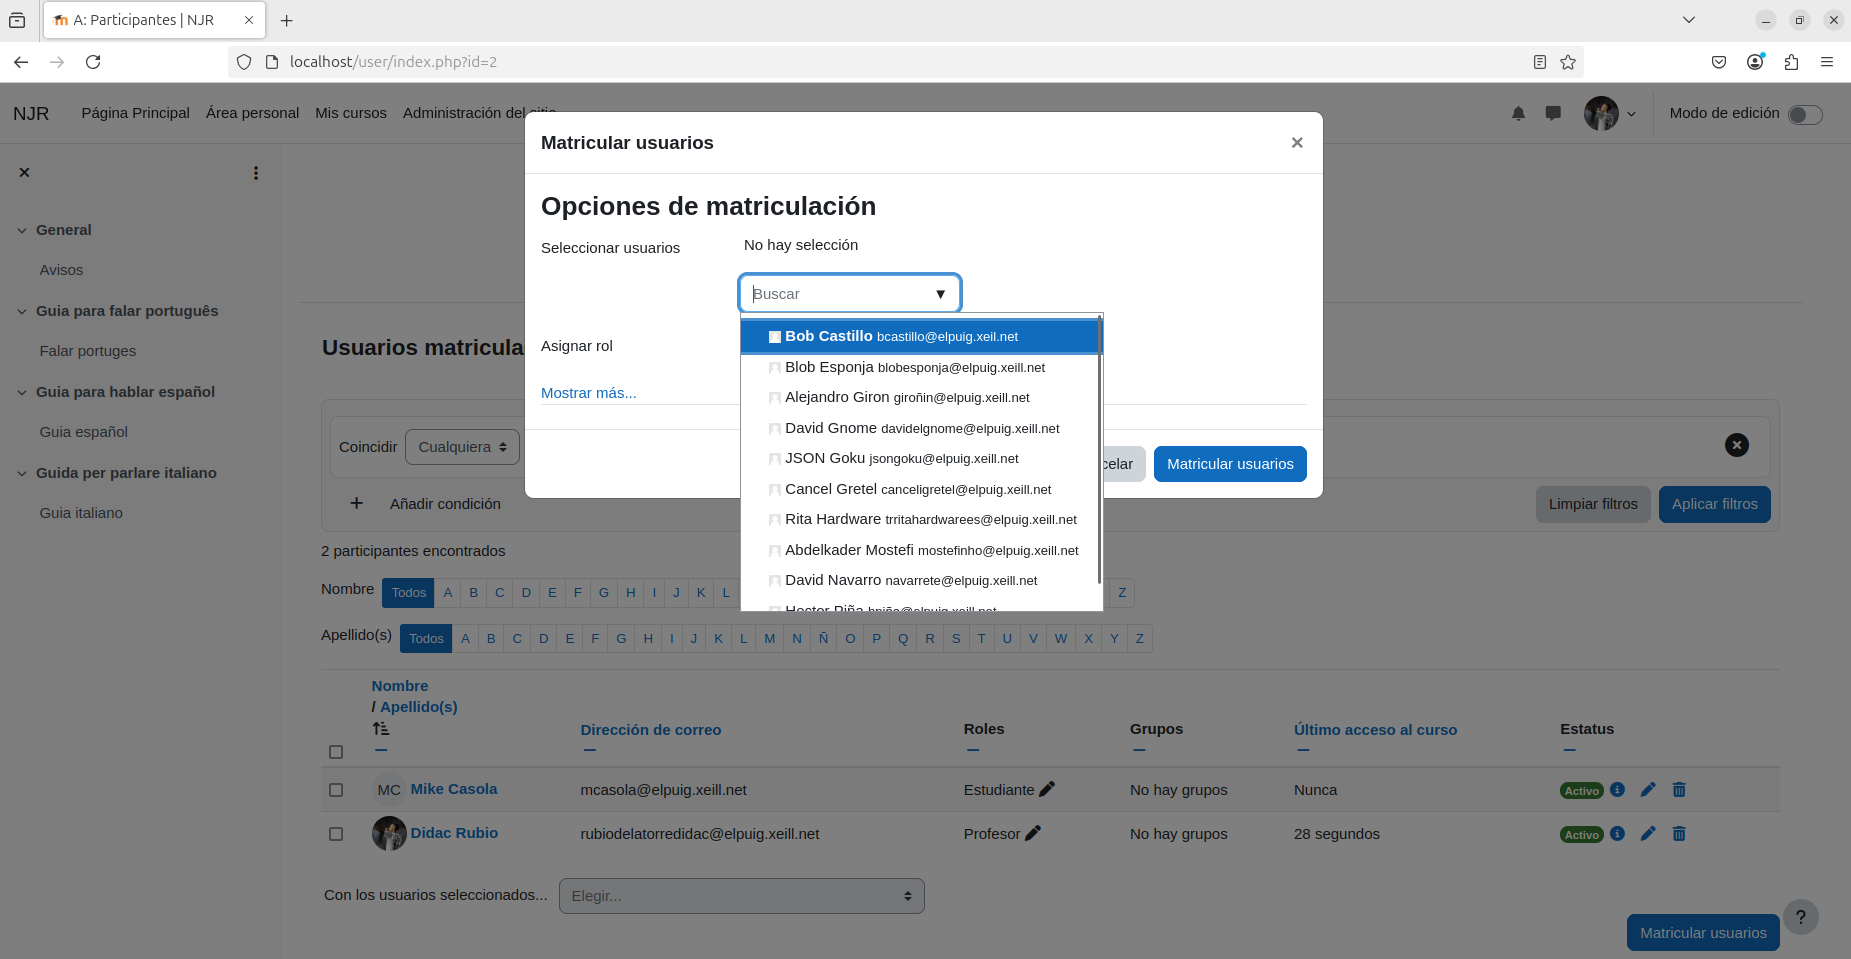 A: Participantes | NJR
localhost/user/index.php?id=2
NJR Página Principal Área personal Mis cursos Administración del sitio Modo de edición
Matricular usuarios
Opciones de matriculación
Seleccionar usuarios No hay selección
Buscar
Asignar rol
Mostrar más...
Bob Castillo bcastillo@elpuig.xeil.net
Blob Esponja blobesponja@elpuig.xeill.net
Alejandro Giron giroñin@elpuig.xeill.net
David Gnome davidelgnome@elpuig.xeill.net
JSON Goku jsongoku@elpuig.xeill.net
Cancel Gretel canceligretel@elpuig.xeill.net
Rita Hardware trritahardwarees@elpuig.xeill.net
Abdelkader Mostefi mostefinho@elpuig.xeill.net
David Navarro navarrete@elpuig.xeill.net
Hector Piña hpiña@elpuig.xeill.net
celar Matricular usuarios
General
Avisos
Guia para falar português
Falar portuges
Guia para hablar español
Guia español
Guida per parlare italiano
Guia italiano
Usuarios matricula
Coincidir Cualquiera
Añadir condición
Limpiar filtros Aplicar filtros
2 participantes encontrados
Nombre Todos A B C D E F G H I J K L Z
Apellido(s) Todos A B C D E F G H I J K L M N Ñ O P Q R S T U V W X Y Z
Nombre
/ Apellido(s)
Dirección de correo Roles Grupos Último acceso al curso Estatus
MC Mike Casola mcasola@elpuig.xeill.net Estudiante No hay grupos Nunca Activo
Didac Rubio rubiodelatorredidac@elpuig.xeill.net Profesor No hay grupos 28 segundos Activo
Con los usuarios seleccionados... Elegir...
?
Matricular usuarios